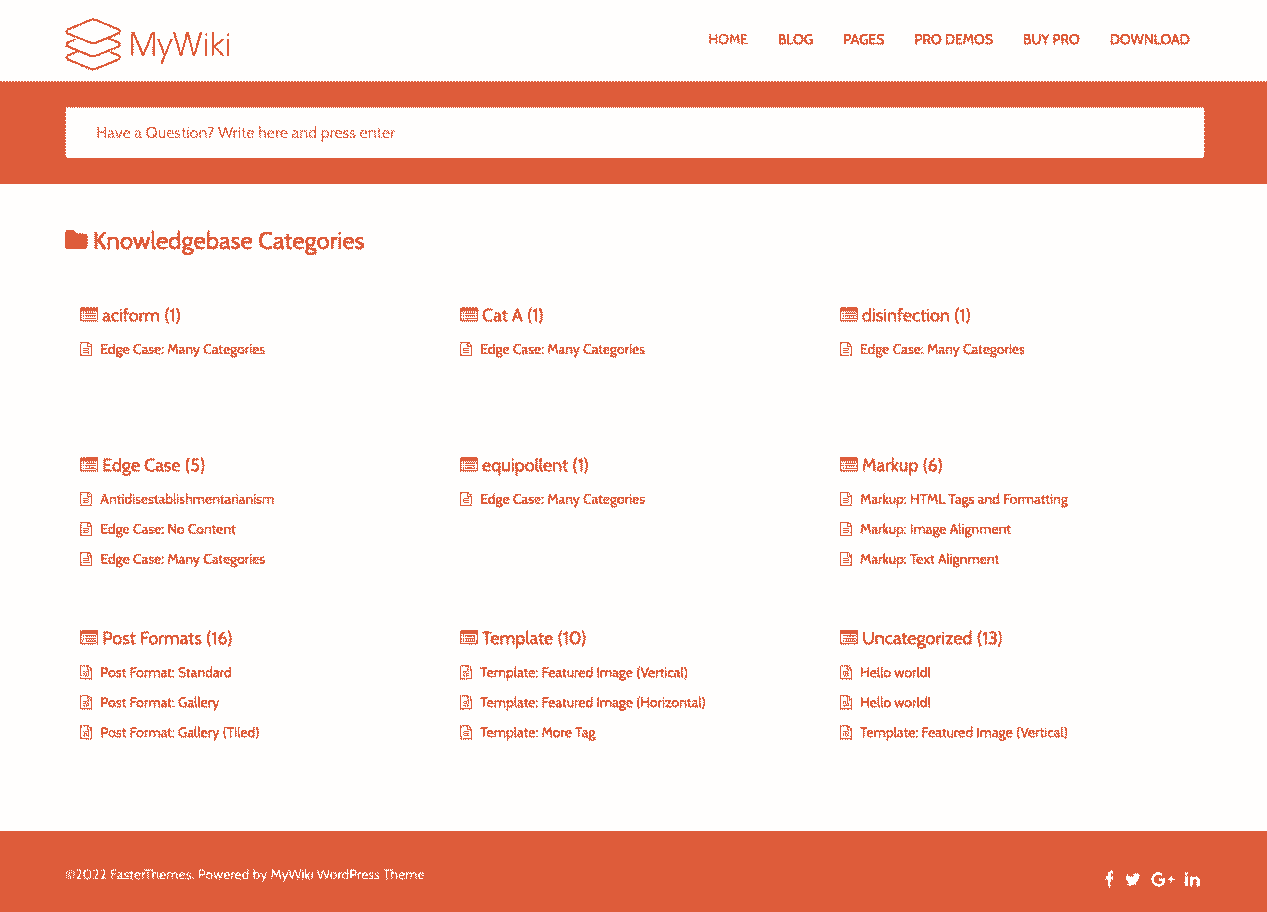 MyWiki
HOME BLOG PAGES PRO DEMOS BUY PRO DOWNLOAD
Have a Question? Write here and press enter
Knowledgebase Categories
aciform (1)
Edge Case: Many Categories
Cat A (1)
Edge Case: Many Categories
disinfection (1)
Edge Case: Many Categories
Edge Case (5)
Antidisestablishmentarianism
Edge Case: No Content
Edge Case: Many Categories
equipollent (1)
Edge Case: Many Categories
Markup (6)
Markup: HTML Tags and Formatting
Markup: Image Alignment
Markup: Text Alignment
Post Formats (16)
Post Format: Standard
Post Format: Gallery
Post Format: Gallery (Tiled)
Template (10)
Template: Featured Image (Vertical)
Template: Featured Image (Horizontal)
Template: More Tag
Uncategorized (13)
Hello world!
Hello world!
Template: Featured Image (Vertical)
©2022 FasterThemes. Powered by MyWiki WordPress Theme